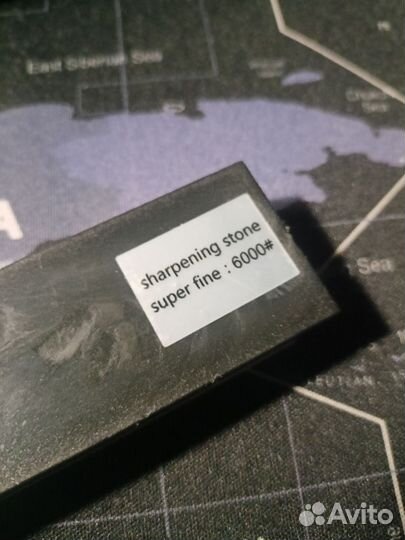 East Siberian Sea
A
sharpening stone
super fine : 6000#
Sea
Avito